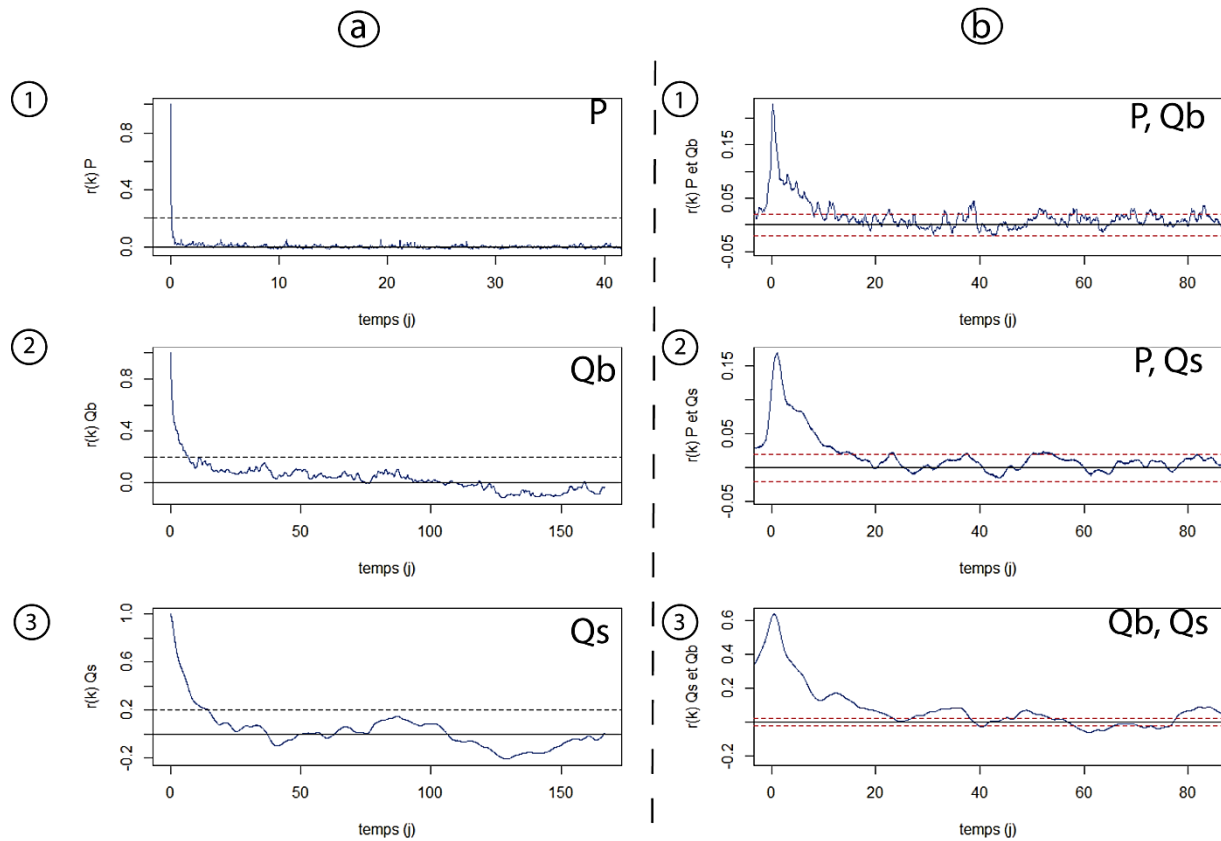 a
b
1
P
r(k) P
0.8
0.4
0.0
0
10
20
30
40
temps (j)
1
P, Qb
r(k) P et Qb
0.15
0.05
-0.05
0
20
40
60
80
temps (j)
2
Qb
r(k) Qb
0.8
0.4
0.0
0
50
100
150
temps (j)
2
P, Qs
r(k) P et Qs
0.15
0.05
-0.05
0
20
40
60
80
temps (j)
3
Qs
r(k) Qs
1.0
0.6
0.2
-0.2
0
50
100
150
temps (j)
3
Qb, Qs
r(k) Qs et Qb
0.6
0.2
-0.2
0
20
40
60
80
temps (j)